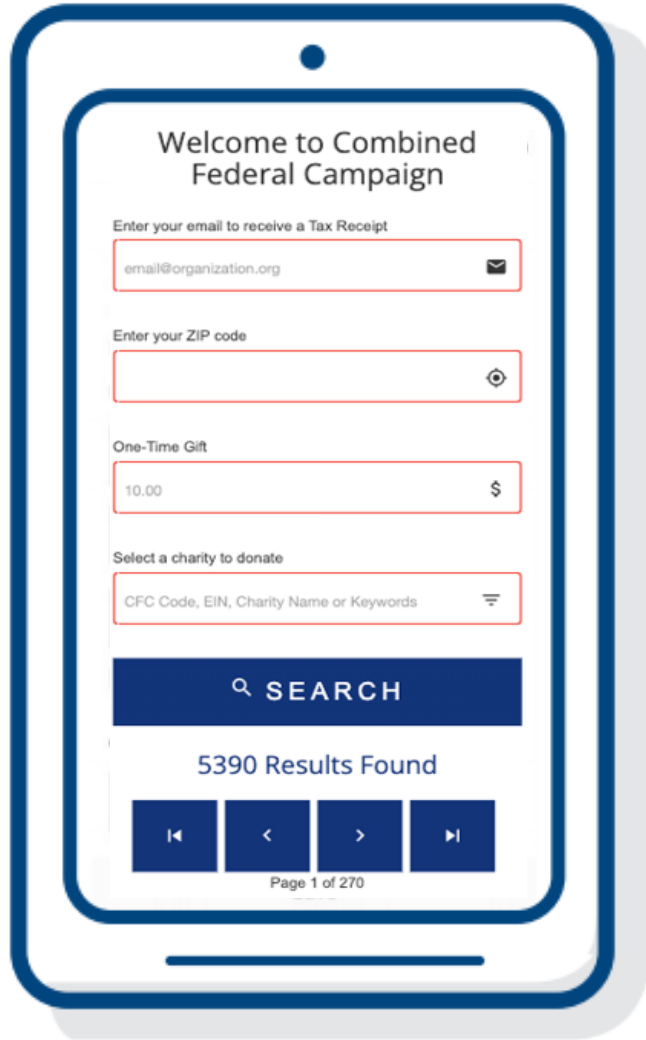 Welcome to Combined
Federal Campaign
Enter your email to receive a Tax Receipt
email@organization.org
Enter your ZIP code
One-Time Gift
10.00
$
Select a charity to donate
CFC Code, EIN, Charity Name or Keywords
SEARCH
5390 Results Found
Page 1 of 270